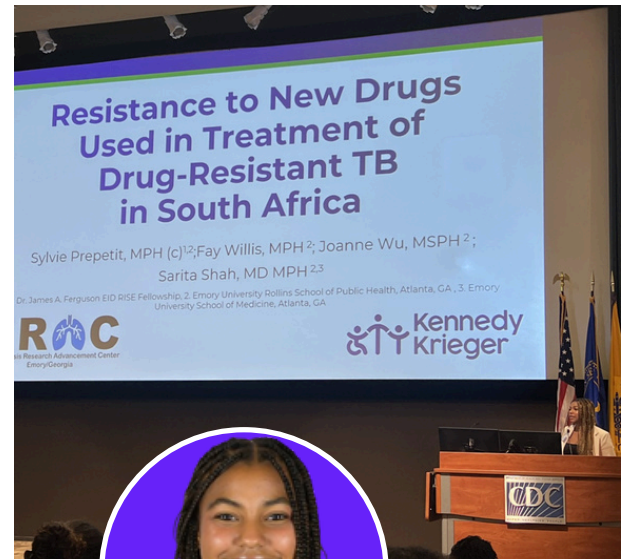 Resistance to New Drugs
Used in Treatment of
Drug-Resistant TB
in South Africa
Sylvie Prepetit, MPH (c)1,2;Fay Willis, MPH 2; Joanne Wu, MSPH 2 ;
Sarita Shah, MD MPH 2,3
Dr. James A. Ferguson EID RISE Fellowship, 2. Emory University Rollins School of Public Health, Atlanta, GA , 3. Emory
University School of Medicine, Atlanta, GA
Research Advancement Center
Emory/Georgia
Kennedy
Krieger
CDC